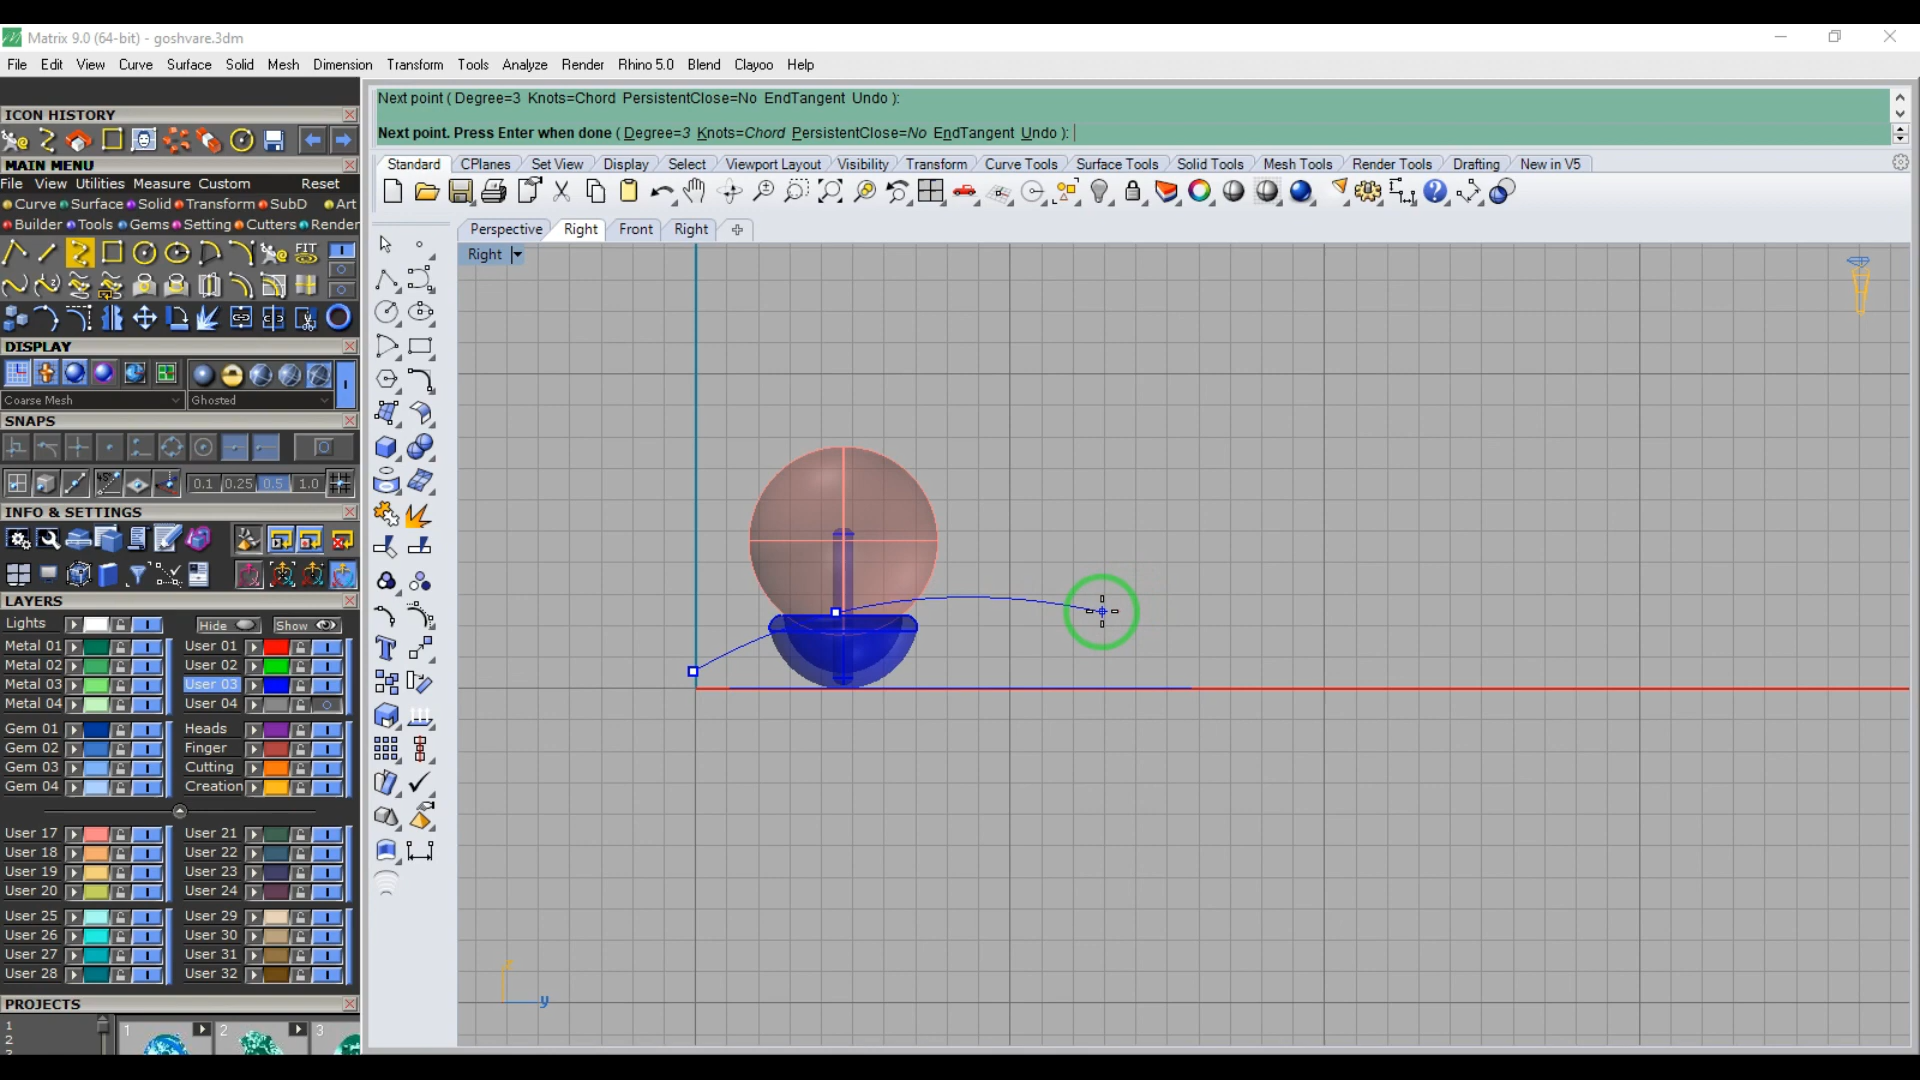 Matrix 9.0 (64-bit) - goshvare.3dm
File Edit View Curve Surface Solid Mesh Dimension Transform Tools Analyze Render Rhino 5.0 Blend Clayoo Help
Next point ( Degree=3 Knots=Chord PersistentClose=No EndTangent Undo ):
Next point. Press Enter when done ( Degree=3 Knots=Chord PersistentClose=No EndTangent Undo ):
Standard CPlanes Set View Display Select Viewport Layout Visibility Transform Curve Tools Surface Tools Solid Tools Mesh Tools Render Tools Drafting New in V5
Perspective Right Front Right
Right
y
ICON HISTORY
MAIN MENU
File View Utilities Measure Custom Reset
Curve Surface Solid Transform SubD Art
Builder Tools Gems Setting Cutters Render
FIT
DISPLAY
Coarse Mesh Ghosted
SNAPS
45°
0.1 0.25 0.5 1.0
INFO & SETTINGS
LAYERS
Lights Hide Show
Metal 01 User 01
Metal 02 User 02
Metal 03 User 03
Metal 04 User 04
Gem 01 Heads
Gem 02 Finger
Gem 03 Cutting
Gem 04 Creation
User 17 User 21
User 18 User 22
User 19 User 23
User 20 User 24
User 25 User 29
User 26 User 30
User 27 User 31
User 28 User 32
PROJECTS
1 1 2 3
2